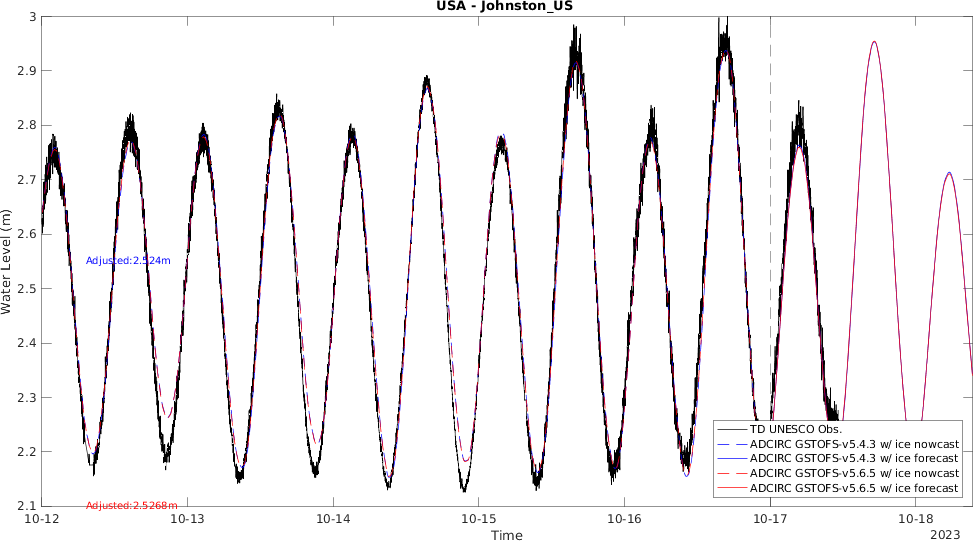 USA - Johnston_US
3
2.9
2.8
2.7
2.6
2.5
2.4
2.3
2.2
2.1
Water Level (m)
Adjusted:2.524m
Adjusted:2.5268m
TD UNESCO Obs.
ADCIRC GSTOFS-v5.4.3 w/ ice nowcast
ADCIRC GSTOFS-v5.4.3 w/ ice forecast
ADCIRC GSTOFS-v5.6.5 w/ ice nowcast
ADCIRC GSTOFS-v5.6.5 w/ ice forecast
10-12 10-13 10-14 10-15 10-16 10-17 10-18
Time
2023